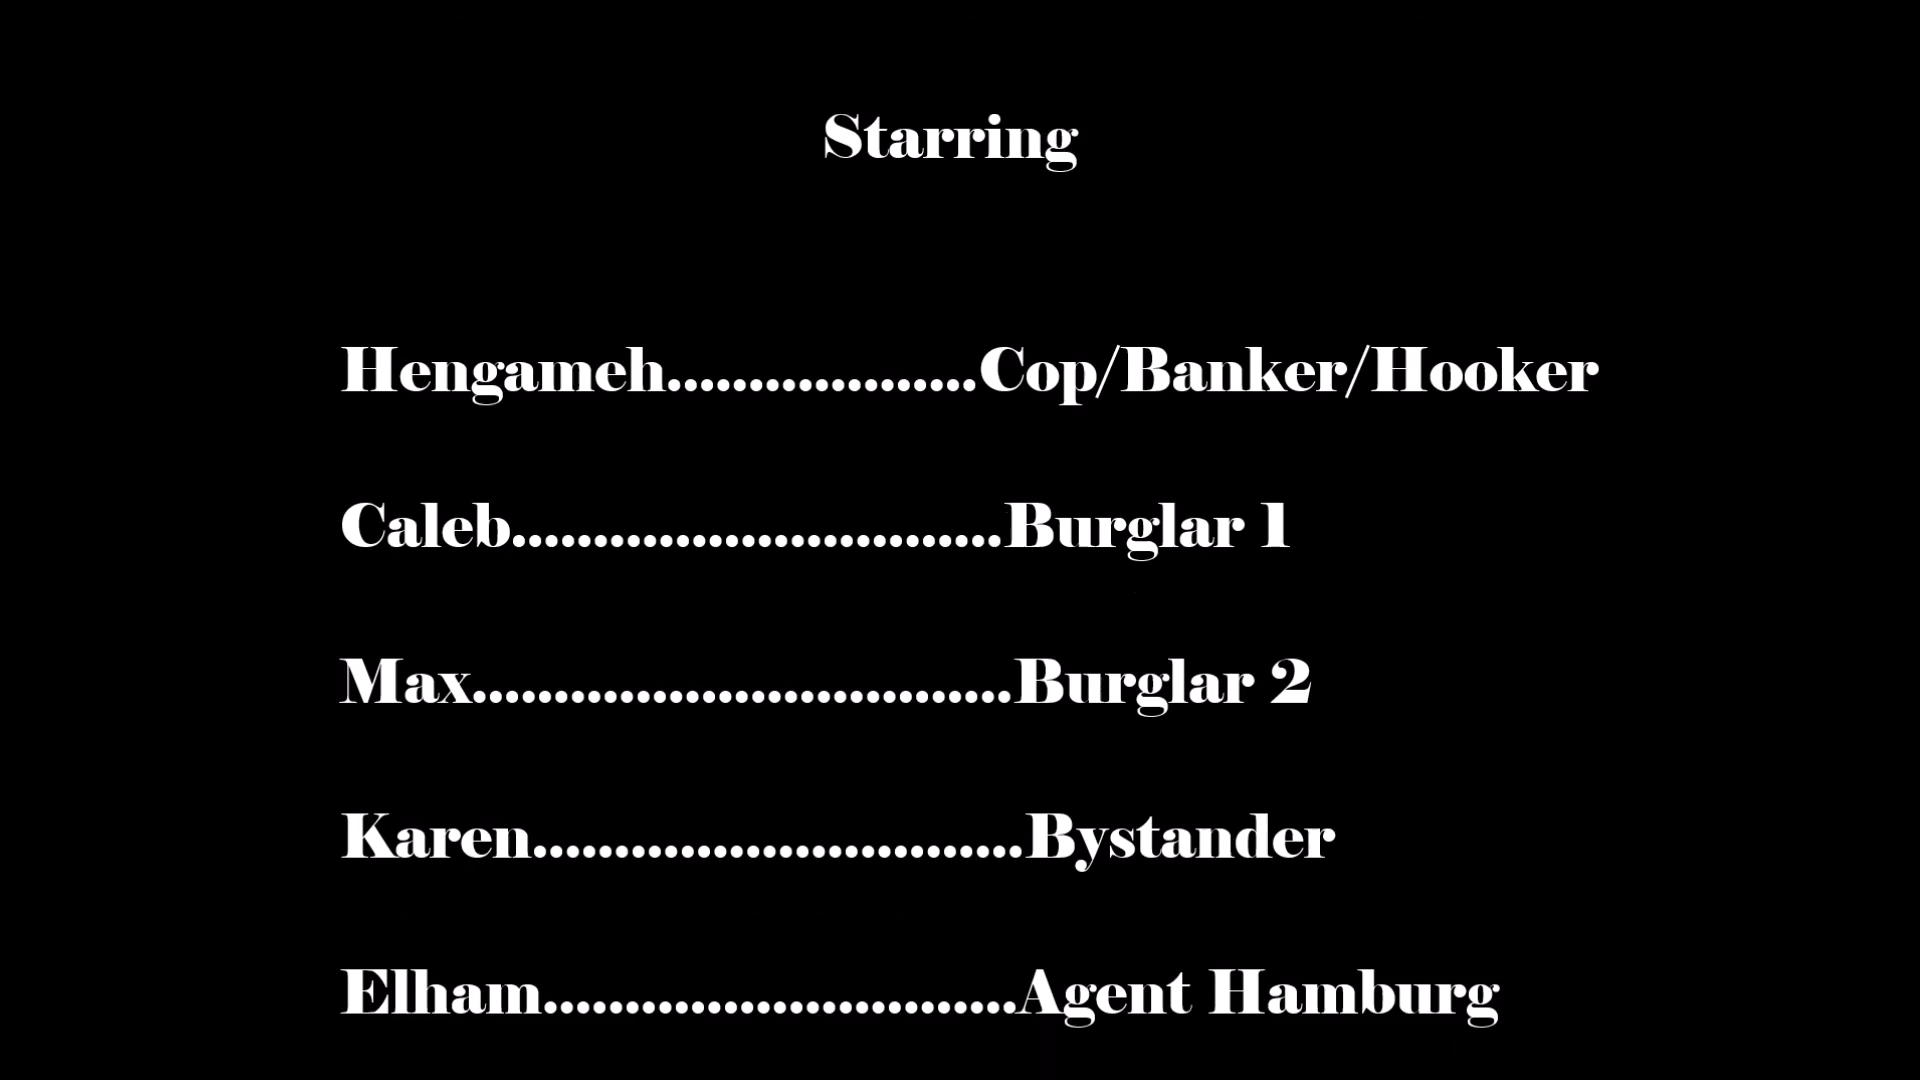 Starring
Hengameh...................Cop/Banker/Hooker
Caleb..............................Burglar 1
Max.................................Burglar 2
Karen..............................Bystander
Elham.............................Agent Hamburg